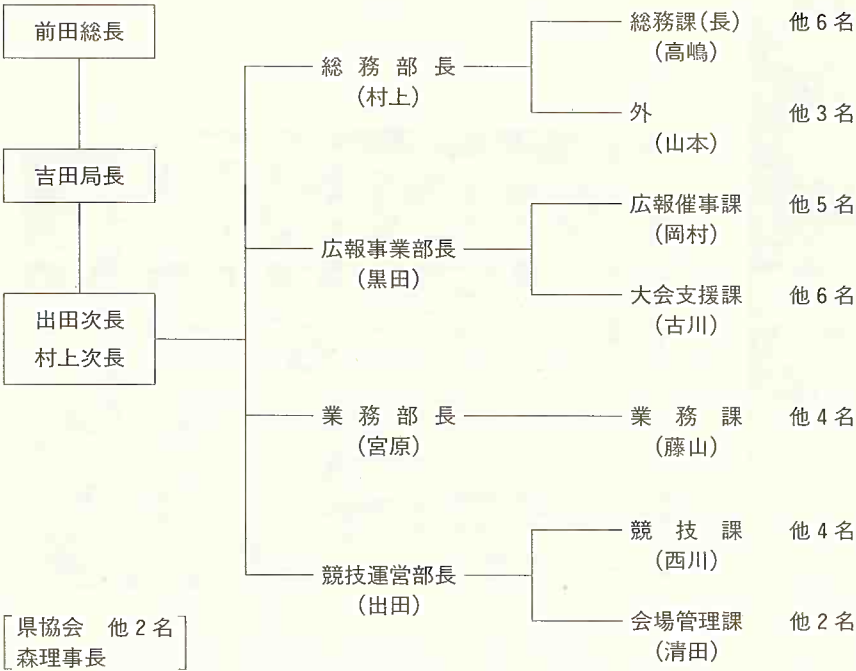 前田総長
吉田局長
出田次長
村上次長
総務部長
(村上)
総務課(長) 他6名
(高嶋)
外 他3名
(山本)
広報事業部長
(黒田)
広報催事課 他5名
(岡村)
大会支援課 他6名
(古川)
業務部長
(宮原)
業務課 他4名
(藤山)
競技運営部長
(出田)
競技課 他4名
(西川)
会場管理課 他2名
(清田)
県協会 他2名
森理事長